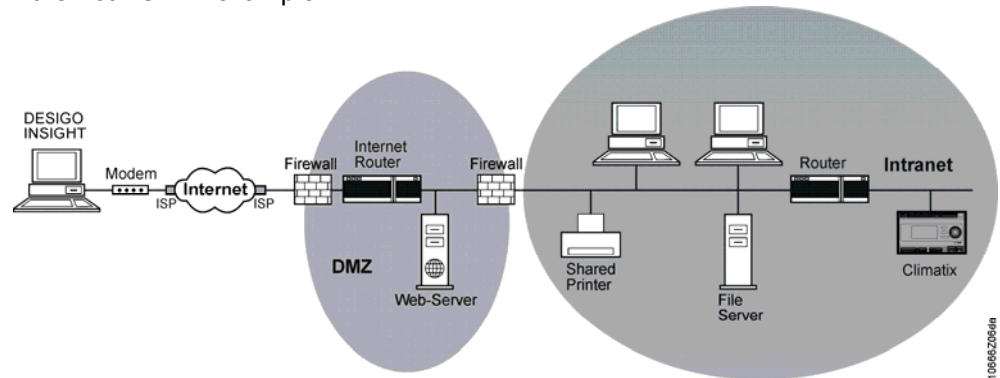 DESIGO
INSIGHT
Modem
ISP
Internet
ISP
Firewall
Internet
Router
DMZ
Web-Server
Firewall
Shared
Printer
File
Server
Router
Intranet
Climatix
10666Z06de